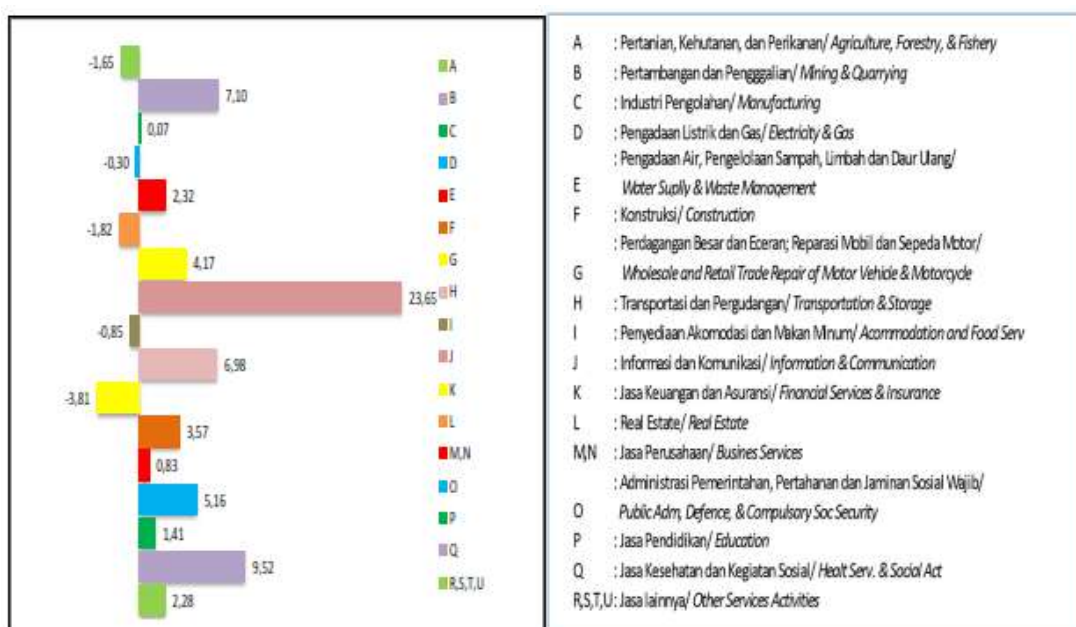 -1,65
7,10
0,07
-0,30
2,32
-1,82
4,17
23,65
-0,85
6,98
-3,81
3,57
0,83
5,16
1,41
9,52
2,28
A
B
C
D
E
F
G
H
I
J
K
L
M,N
O
P
Q
R,S,T,U
A : Pertanian, Kehutanan, dan Perikanan/ Agriculture, Forestry, & Fishery
B : Pertambangan dan Pengggalian/ Mining & Quarrying
C : Industri Pengolahan/ Manufacturing
D : Pengadaan Listrik dan Gas/ Electricity & Gas
: Pengadaan Air, Pengelolaan Sampah, Limbah dan Daur Ulang/
E Water Suplly & Waste Management
F : Konstruksi/ Construction
: Perdagangan Besar dan Eceran; Reparasi Mobil dan Sepeda Motor/
G Wholesale and Retail Trade Repair of Motor Vehicle & Motorcycle
H : Transportasi dan Pergudangan/ Transportation & Storage
I : Penyediaan Akomodasi dan Makan Minum/ Acommodation and Food Serv
J : Informasi dan Komunikasi/ Information & Communication
K : Jasa Keuangan dan Asuransi/ Financial Services & Insurance
L : Real Estate/ Real Estate
M,N : Jasa Perusahaan/ Busines Services
: Administrasi Pemerintahan, Pertahanan dan Jaminan Sosial Wajib/
O Public Adm, Defence, & Compulsary Soc Security
P : Jasa Pendidikan/ Education
Q : Jasa Kesehatan dan Kegiatan Sosial/ Healt Serv. & Social Act
R,S,T,U : Jasa lainnya/ Other Services Activities